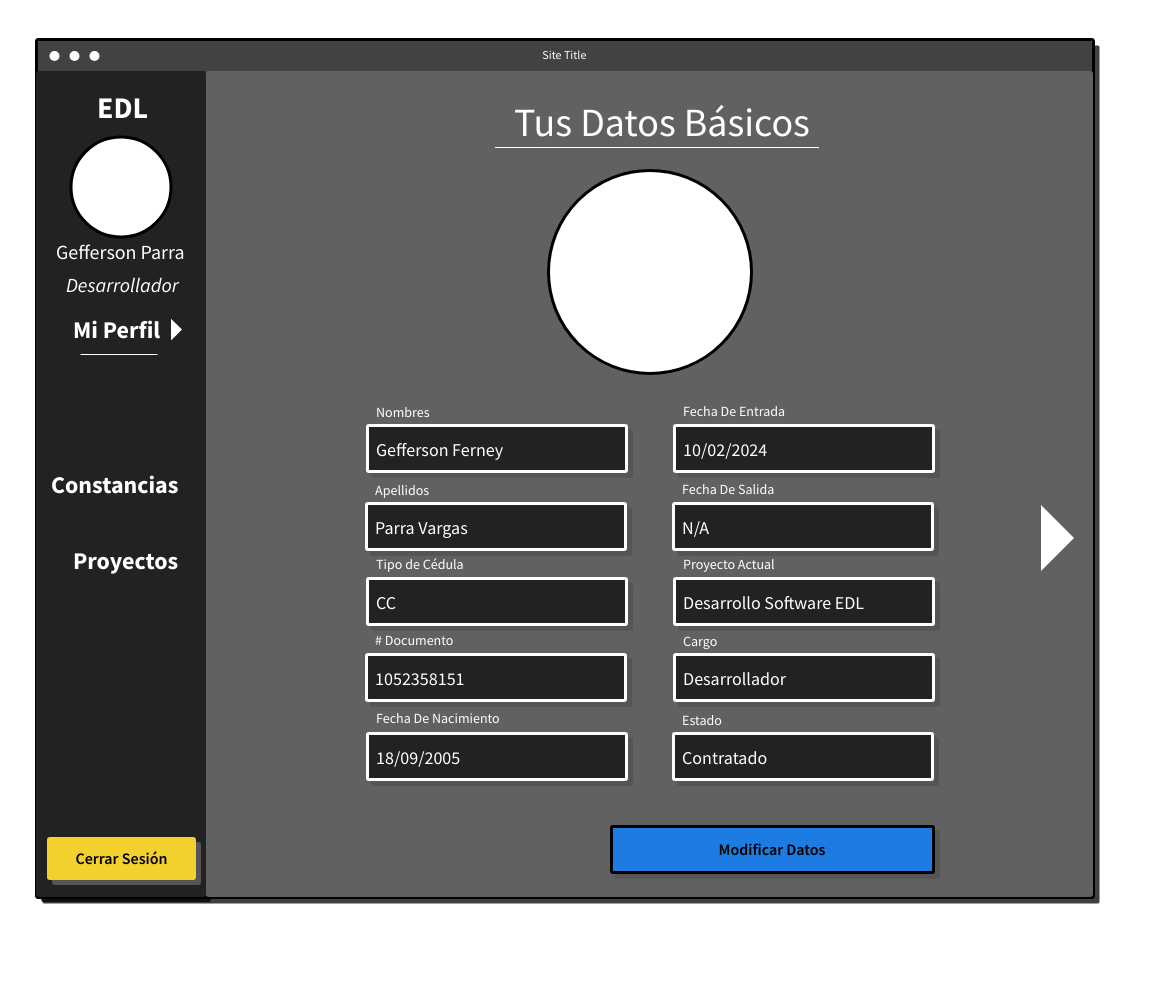 Site Title
EDL
Gefferson Parra
Desarrollador
Mi Perfil
Constancias
Proyectos
Cerrar Sesión
Tus Datos Básicos
Nombres
Gefferson Ferney
Apellidos
Parra Vargas
Tipo de Cédula
CC
# Documento
1052358151
Fecha De Nacimiento
18/09/2005
Fecha De Entrada
10/02/2024
Fecha De Salida
N/A
Proyecto Actual
Desarrollo Software EDL
Cargo
Desarrollador
Estado
Contratado
Modificar Datos